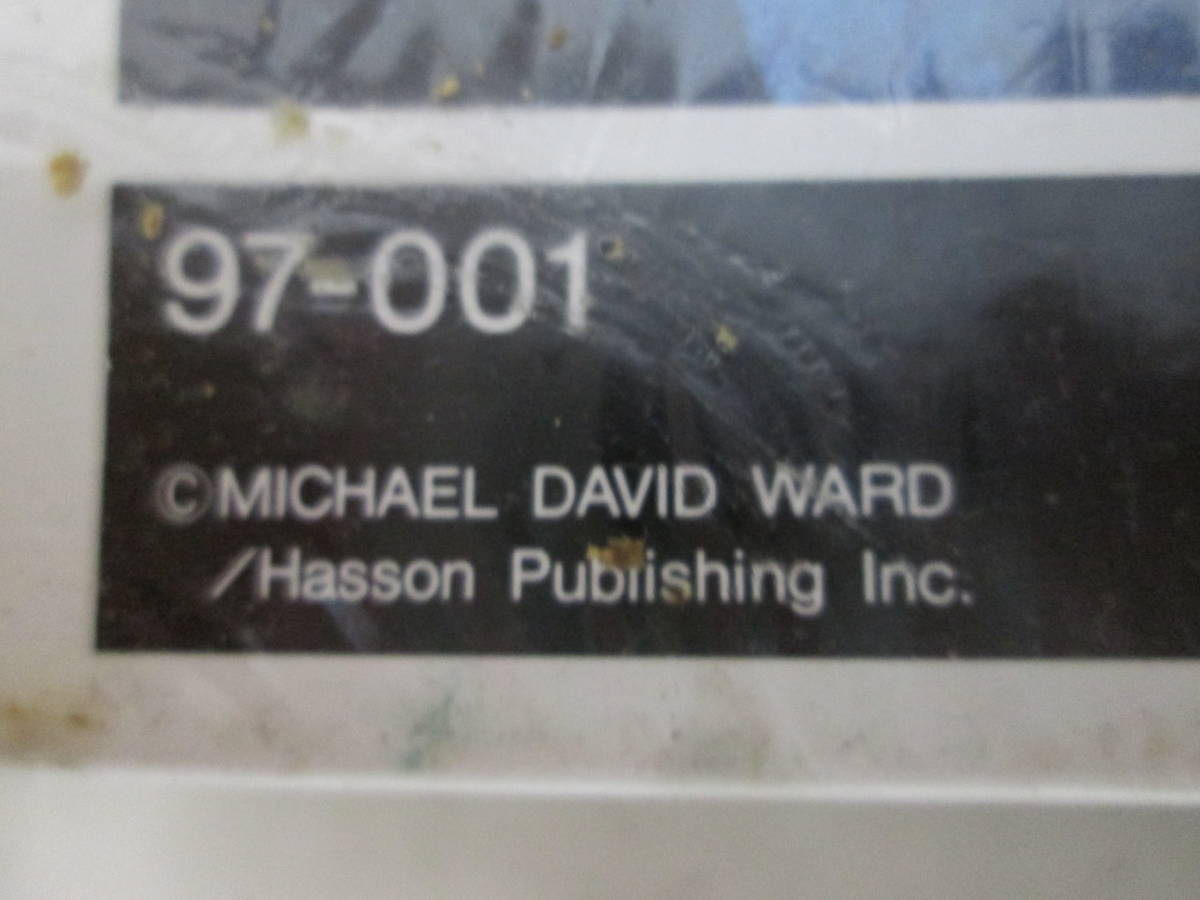 97-001
©MICHAEL DAVID WARD
/Hasson Publishing Inc.